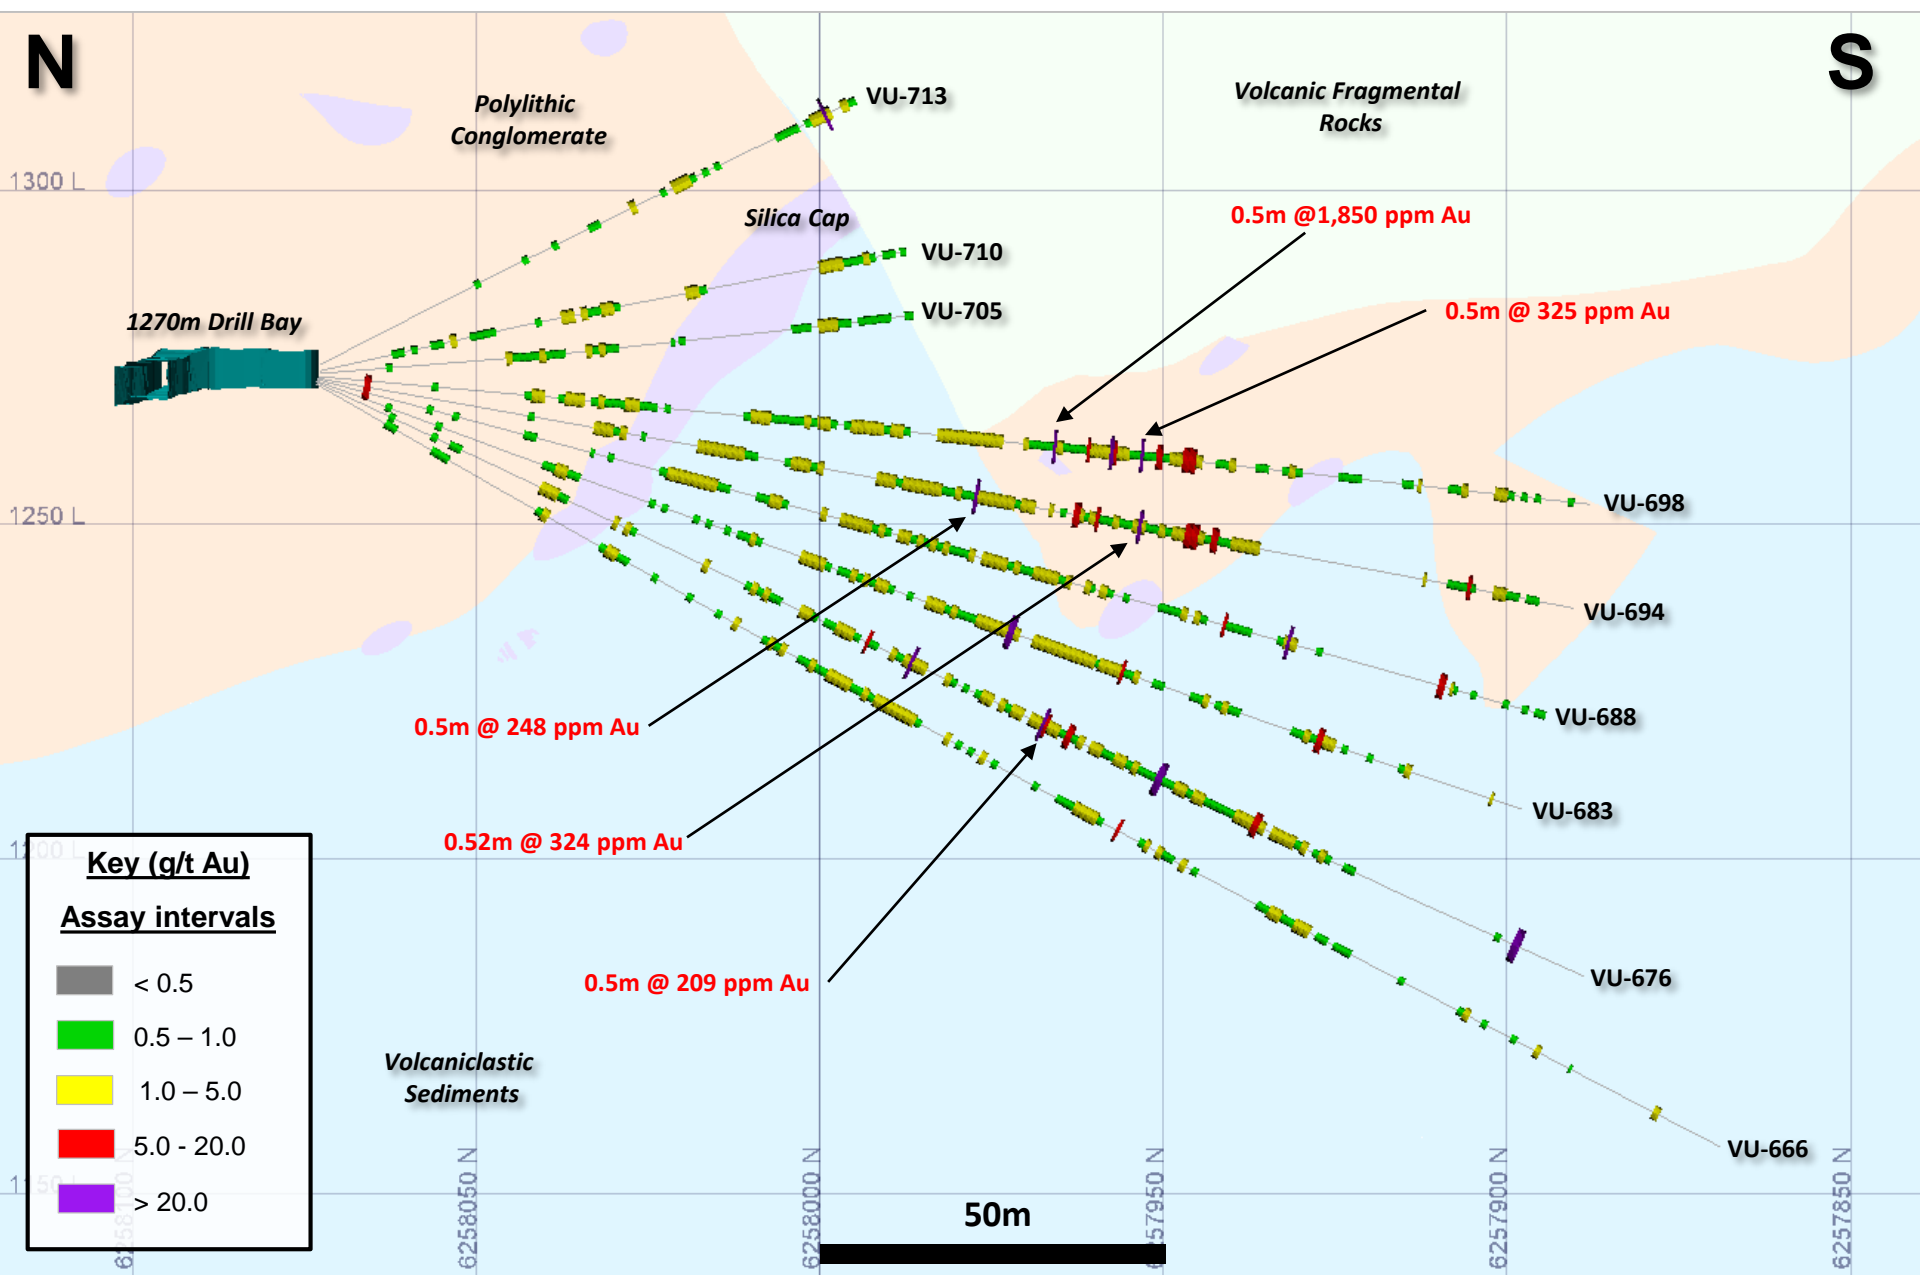 N
S
VU-713
Polylithic
Conglomerate
Volcanic Fragmental
Rocks
1300 L
0.5m @1,850 ppm Au
Silica Cap
VU-710
VU-705
0.5m @ 325 ppm Au
1270m Drill Bay
VU-698
1250 L
VU-694
VU-688
0.5m @ 248 ppm Au
VU-683
0.52m @ 324 ppm Au
1200 L
VU-676
0.5m @ 209 ppm Au
Key (g/t Au)
Assay intervals
< 0.5
0.5 – 1.0
1.0 – 5.0
5.0 - 20.0
> 20.0
Volcaniclastic
Sediments
VU-666
1150 L
6258100 N
6258050 N
6258000 N
6257950 N
6257900 N
6257850 N
50m